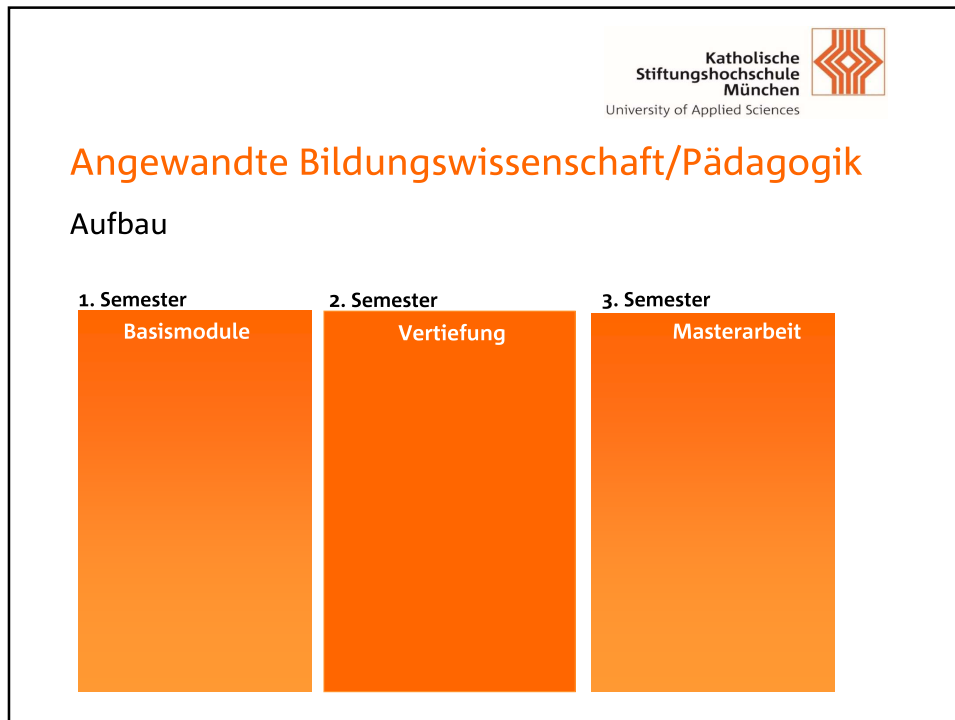 Katholische
Stiftungshochschule
München
University of Applied Sciences
Angewandte Bildungswissenschaft/Pädagogik
Aufbau
1. Semester
2. Semester
3. Semester
Basismodule
Vertiefung
Masterarbeit